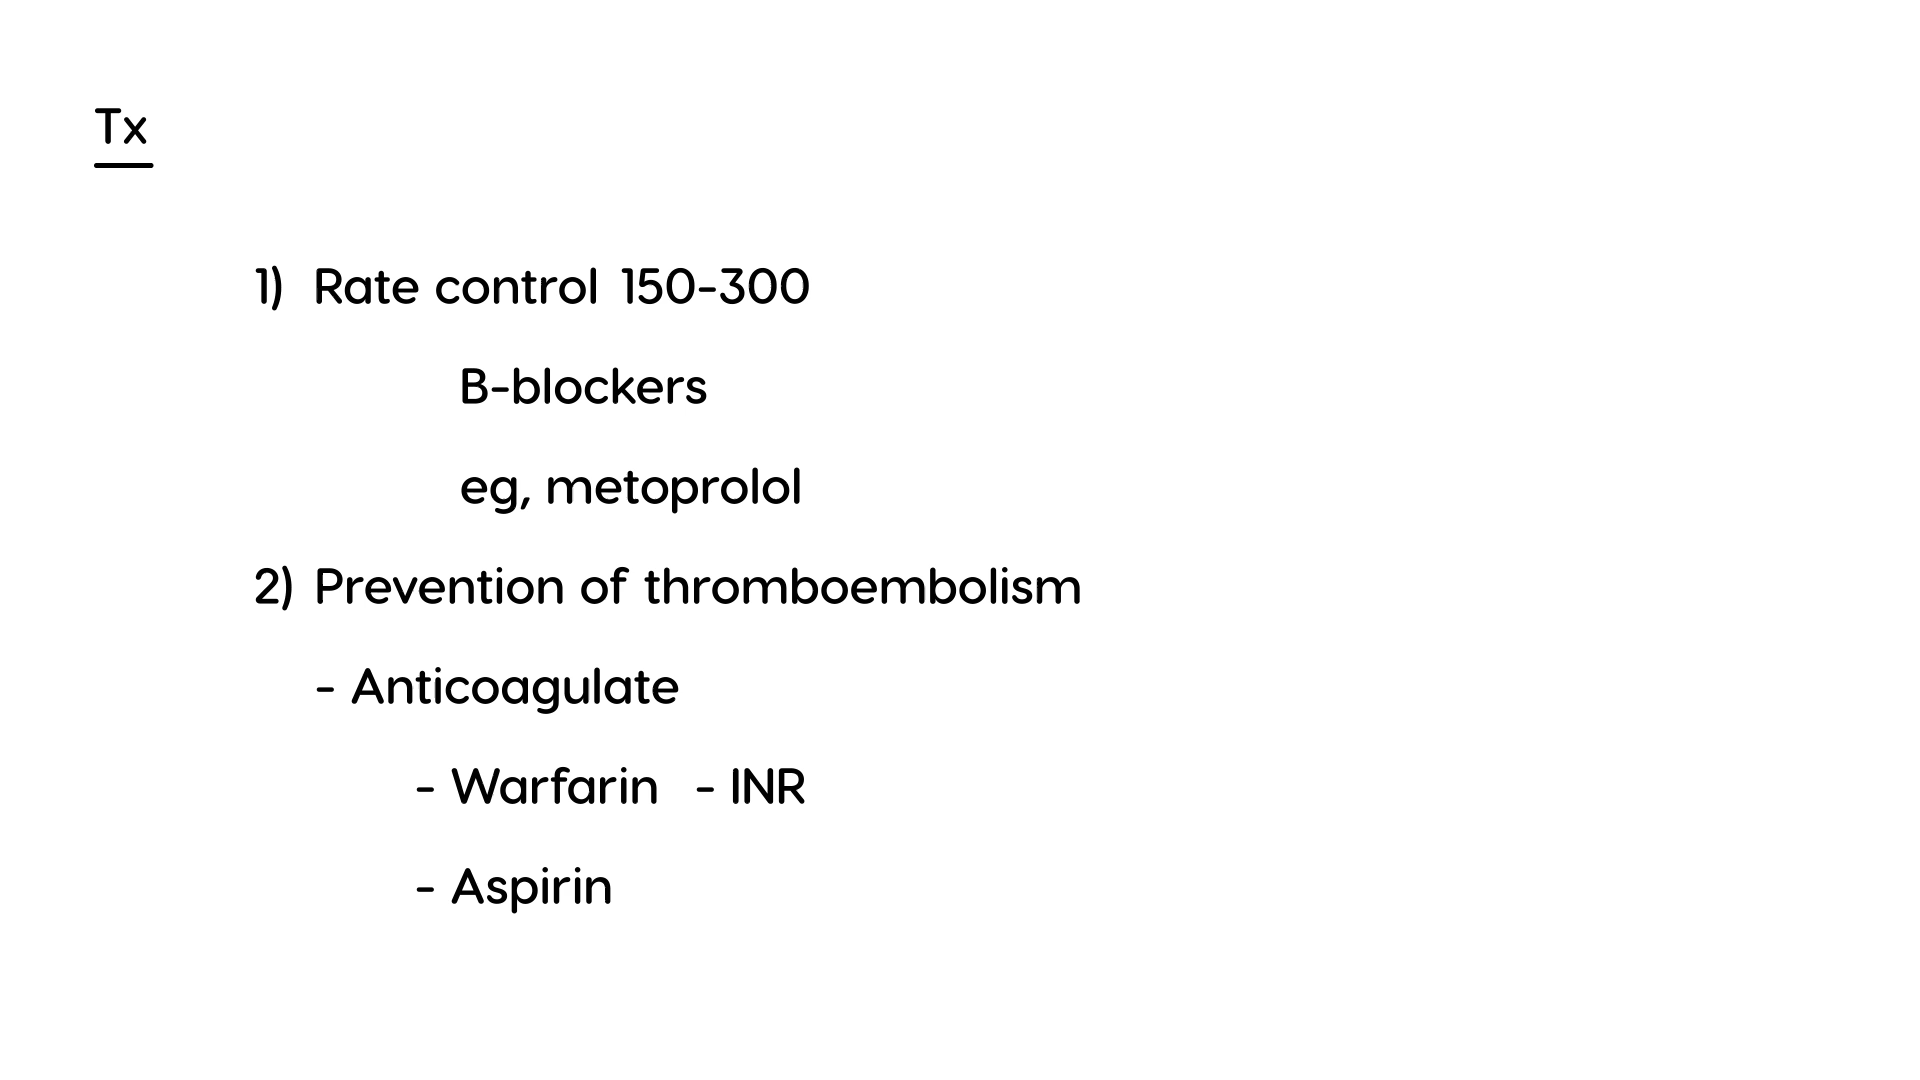 Tx
1) Rate control 150-300
B-blockers
eg, metoprolol
2) Prevention of thromboembolism
- Anticoagulate
- Warfarin - INR
- Aspirin